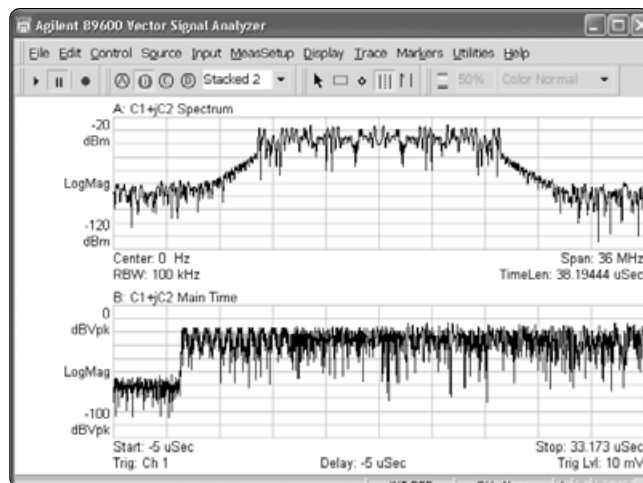 Agilent 89600 Vector Signal Analyzer
File Edit Control Source Input MeasSetup Display Trace Markers Utilities Help
A B C D Stacked 2 50% Color Normal
A: C1+jC2 Spectrum
-20
dBm
LogMag
-120
dBm
Center: 0 Hz Span: 36 MHz
RBW: 100 kHz TimeLen: 38.19444 uSec
B: C1+jC2 Main Time
0
dBVpk
LogMag
-100
dBVpk
Start: -5 uSec Stop: 33.173 uSec
Trig: Ch 1 Delay: -5 uSec Trig Lvl: 10 mV